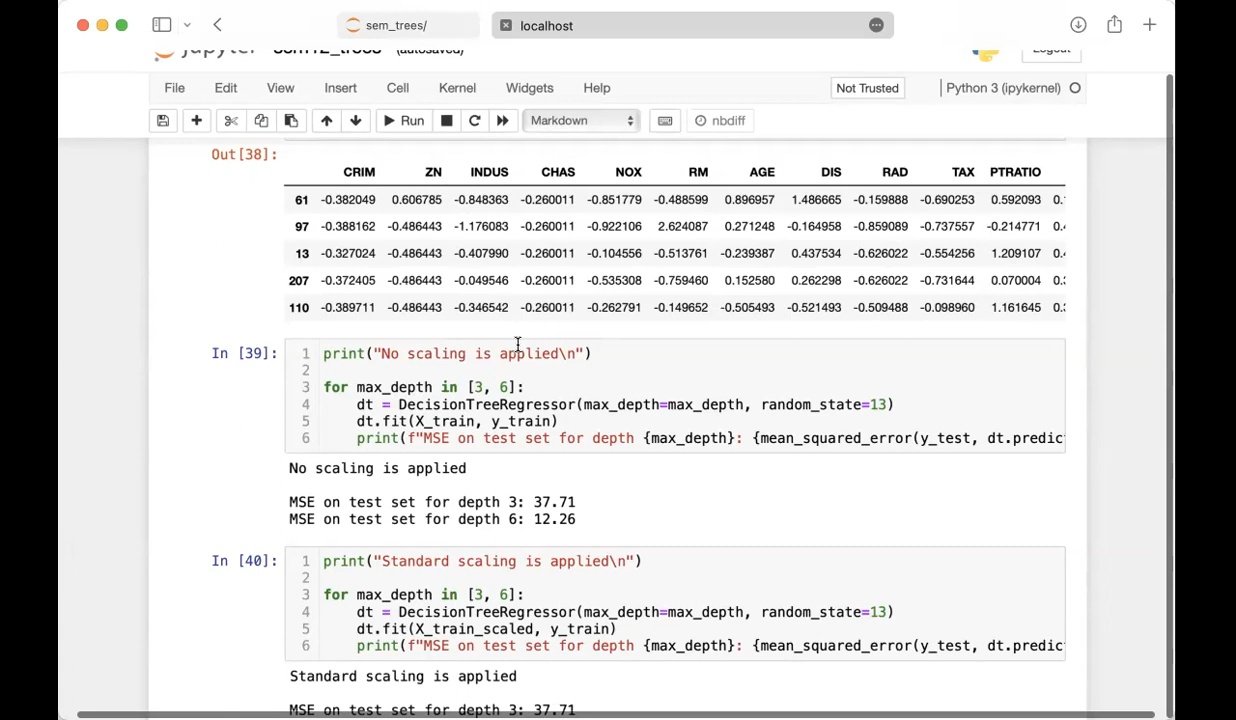 sem_trees/
localhost
jupyter sem12_trees (autosaved)
Logout
File Edit View Insert Cell Kernel Widgets Help Not Trusted Python 3 (ipykernel)
Run Markdown nbdiff
Out[38]:
CRIM ZN INDUS CHAS NOX RM AGE DIS RAD TAX PTRATIO
61 -0.382049 0.606785 -0.848363 -0.260011 -0.851779 -0.488599 0.896957 1.486665 -0.159888 -0.690253 0.592093 0.
97 -0.388162 -0.486443 -1.176083 -0.260011 -0.922106 2.624087 0.271248 -0.164958 -0.859089 -0.737557 -0.214771 0.
13 -0.327024 -0.486443 -0.407990 -0.260011 -0.104556 -0.513761 -0.239387 0.437534 -0.626022 -0.554256 1.209107 0.
207 -0.372405 -0.486443 -0.049546 -0.260011 -0.535308 -0.759460 0.152580 0.262298 -0.626022 -0.731644 0.070004 0.
110 -0.389711 -0.486443 -0.346542 -0.260011 -0.262791 -0.149652 -0.505493 -0.521493 -0.509488 -0.098960 1.161645 0.
In [39]: 1 print("No scaling is applied\n")
2
3 for max_depth in [3, 6]:
4 dt = DecisionTreeRegressor(max_depth=max_depth, random_state=13)
5 dt.fit(X_train, y_train)
6 print(f"MSE on test set for depth {max_depth}: {mean_squared_error(y_test, dt.predict
No scaling is applied
MSE on test set for depth 3: 37.71
MSE on test set for depth 6: 12.26
In [40]: 1 print("Standard scaling is applied\n")
2
3 for max_depth in [3, 6]:
4 dt = DecisionTreeRegressor(max_depth=max_depth, random_state=13)
5 dt.fit(X_train_scaled, y_train)
6 print(f"MSE on test set for depth {max_depth}: {mean_squared_error(y_test, dt.predict
Standard scaling is applied
MSE on test set for depth 3: 37.71